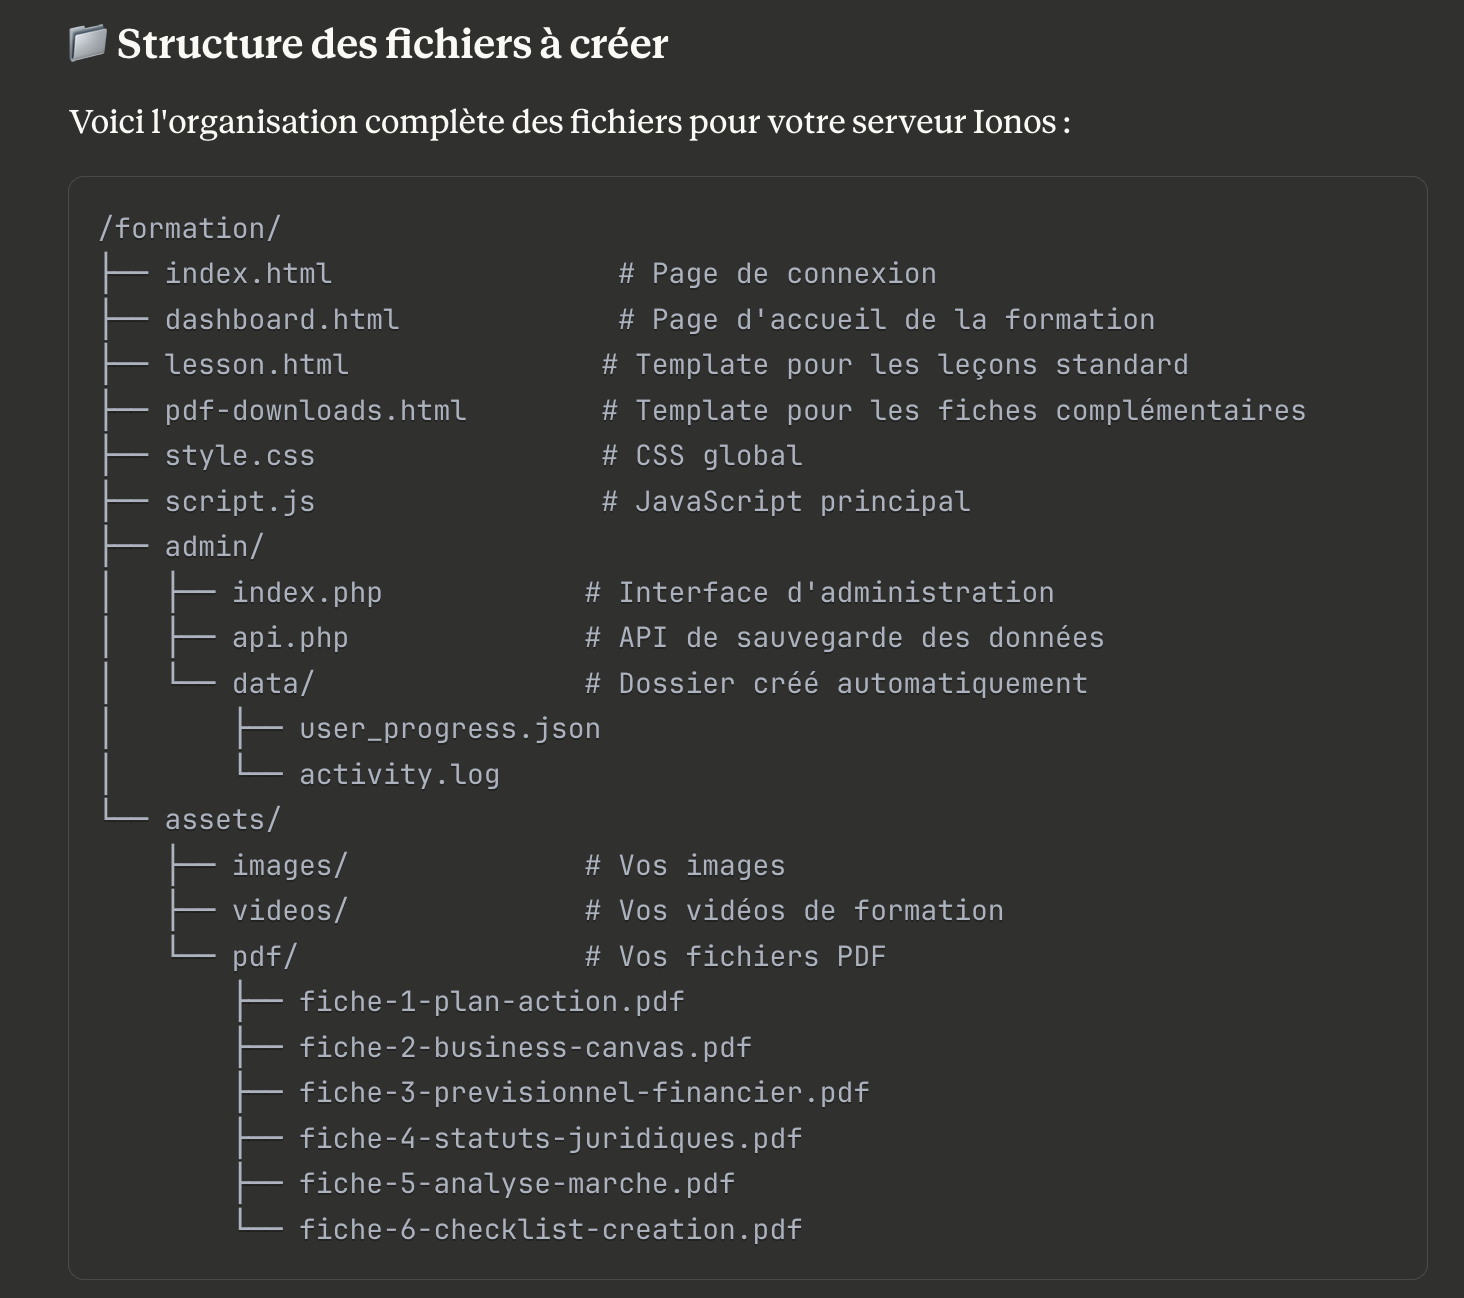 📁 Structure des fichiers à créer
Voici l'organisation complète des fichiers pour votre serveur Ionos :
/formation/
├── index.html                 # Page de connexion
├── dashboard.html             # Page d'accueil de la formation
├── lesson.html               # Template pour les leçons standard
├── pdf-downloads.html        # Template pour les fiches complémentaires
├── style.css                 # CSS global
├── script.js                 # JavaScript principal
├── admin/
│   ├── index.php            # Interface d'administration
│   ├── api.php              # API de sauvegarde des données
│   └── data/                # Dossier créé automatiquement
│       ├── user_progress.json
│       └── activity.log
└── assets/
    ├── images/              # Vos images
    ├── videos/              # Vos vidéos de formation
    └── pdf/                 # Vos fichiers PDF
        ├── fiche-1-plan-action.pdf
        ├── fiche-2-business-canvas.pdf
        ├── fiche-3-previsionnel-financier.pdf
        ├── fiche-4-statuts-juridiques.pdf
        ├── fiche-5-analyse-marche.pdf
        └── fiche-6-checklist-creation.pdf